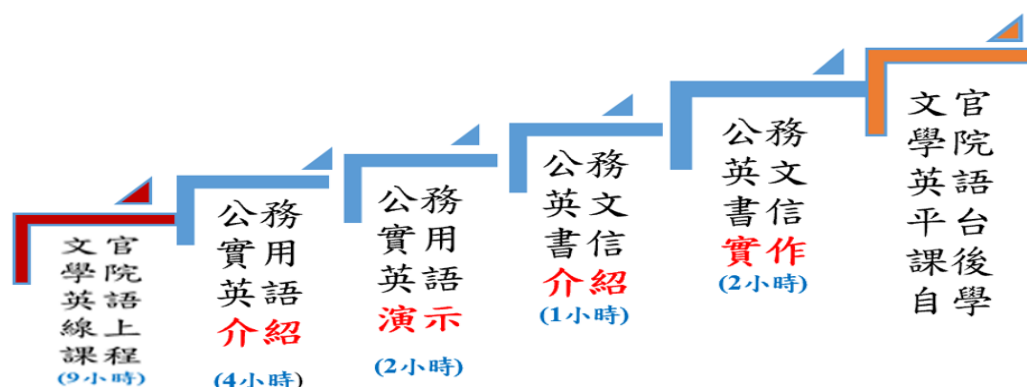 文官
學院
英語
線上
課程
(9小時)
公務
實用
英語
介紹
(4小時)
公務
實用
英語
演示
(2小時)
公務
英文
書信
介紹
(1小時)
公務
英文
書信
實作
(2小時)
文官
學院
英語
平台
課後
自學